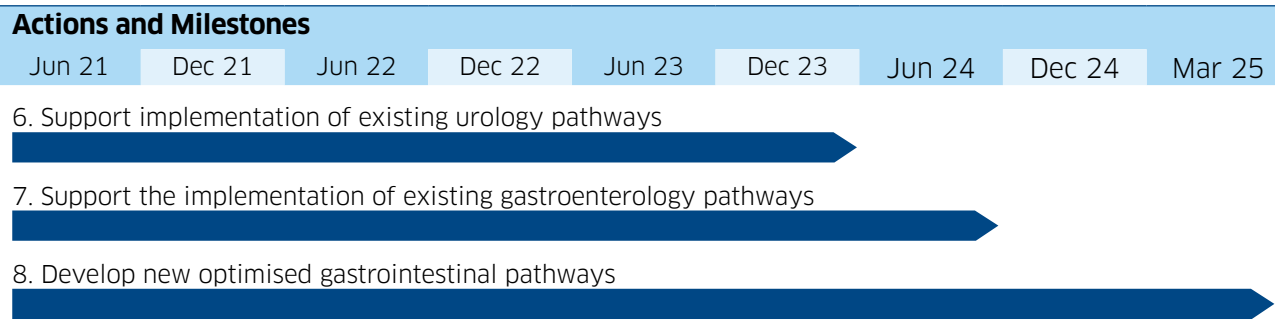 Actions and Milestones
Jun 21 Dec 21 Jun 22 Dec 22 Jun 23 Dec 23 Jun 24 Dec 24 Mar 25
6. Support implementation of existing urology pathways
7. Support the implementation of existing gastroenterology pathways
8. Develop new optimised gastrointestinal pathways